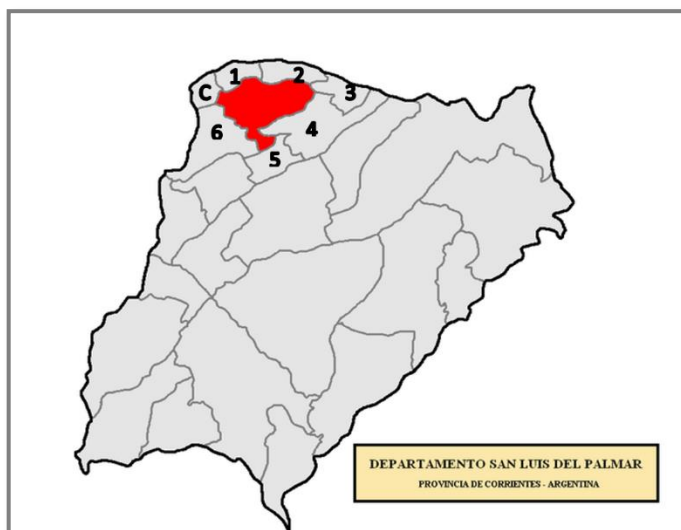 1
2
C
3
4
6
5
DEPARTAMENTO SAN LUIS DEL PALMAR
PROVINCIA DE CORRIENTES - ARGENTINA